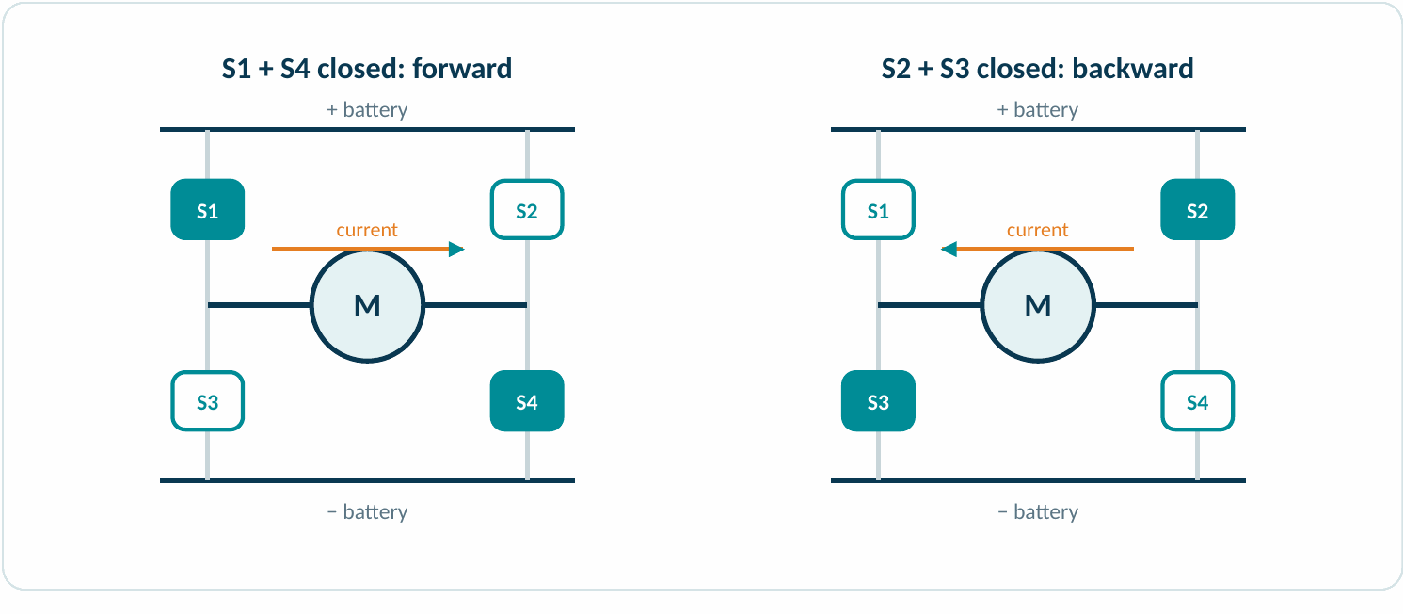 S1 + S4 closed: forward
+ battery
S1
S2
current
M
S3
S4
− battery
S2 + S3 closed: backward
+ battery
S1
S2
current
M
S3
S4
− battery